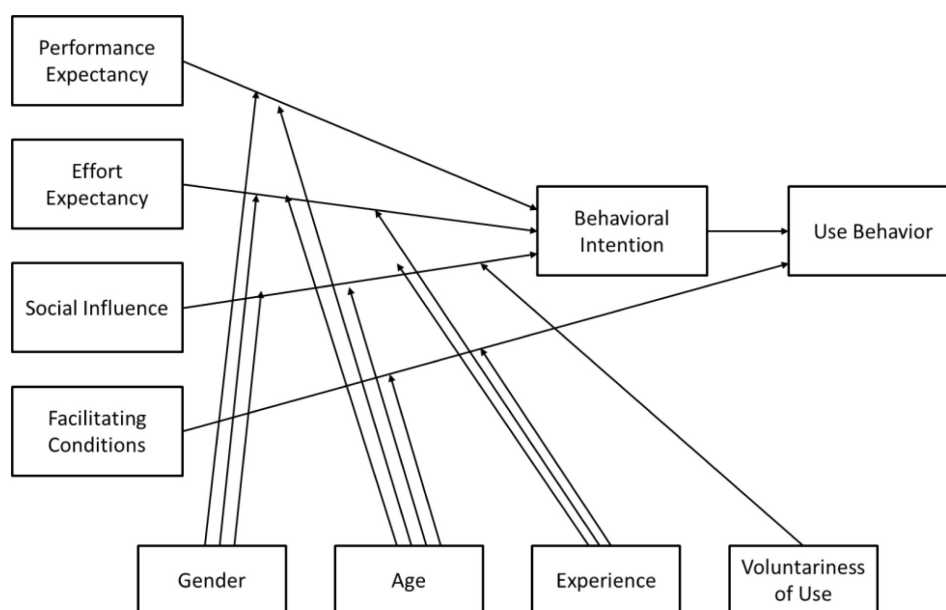 Performance
Expectancy
Effort
Expectancy
Behavioral
Intention
Use Behavior
Social Influence
Facilitating
Conditions
Gender
Age
Experience
Voluntariness
of Use